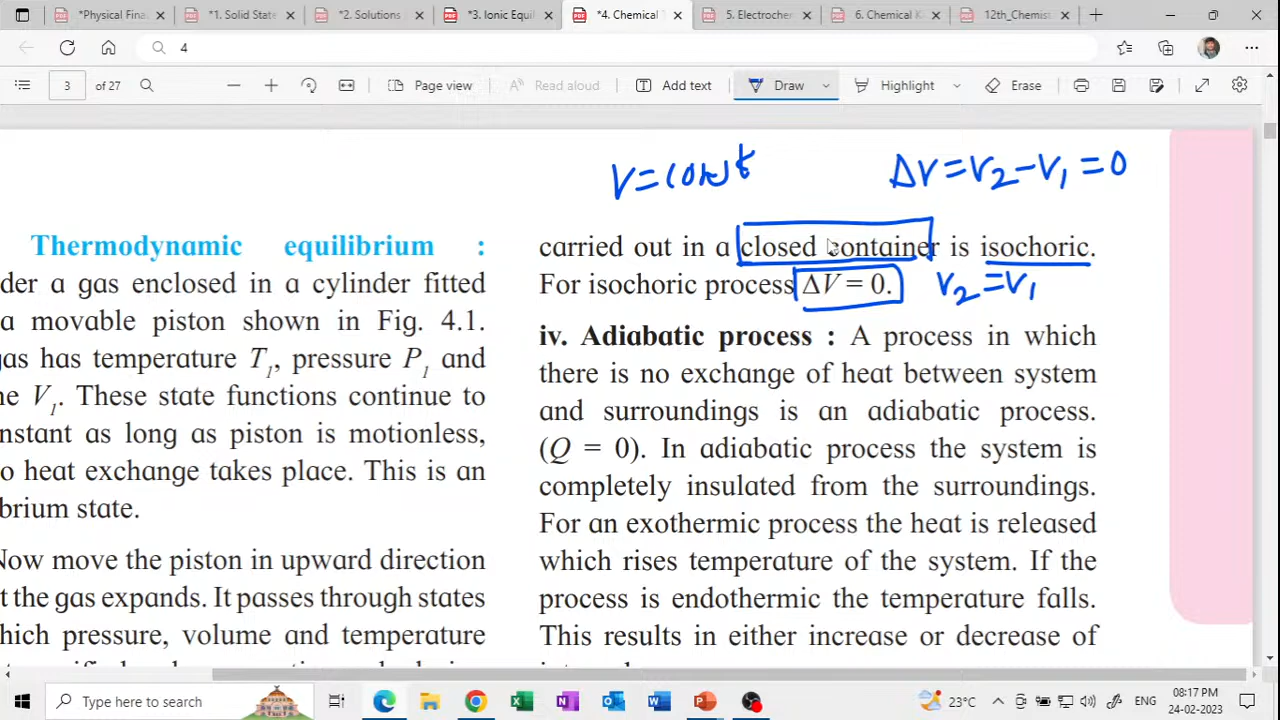 *Physical Fina
*1. Solid State
*2. Solutions
*3. Ionic Equil
*4. Chemical T
5. Electrocher
6. Chemical K
12th_Chemist
4
3 of 27
Page view
Read aloud
Add text
Draw
Highlight
Erase
V=const
ΔV=V2-V1=0
Thermodynamic equilibrium :
der a gas enclosed in a cylinder fitted
a movable piston shown in Fig. 4.1.
gas has temperature T1, pressure P1 and
ne V1. These state functions continue to
nstant as long as piston is motionless,
o heat exchange takes place. This is an
brium state.
Now move the piston in upward direction
t the gas expands. It passes through states
hich pressure, volume and temperature
carried out in a closed container is isochoric.
For isochoric process ΔV = 0.
V2=V1
iv. Adiabatic process : A process in which
there is no exchange of heat between system
and surroundings is an adiabatic process.
(Q = 0). In adiabatic process the system is
completely insulated from the surroundings.
For an exothermic process the heat is released
which rises temperature of the system. If the
process is endothermic the temperature falls.
This results in either increase or decrease of
Type here to search
23°C
ENG
08:17 PM
24-02-2023